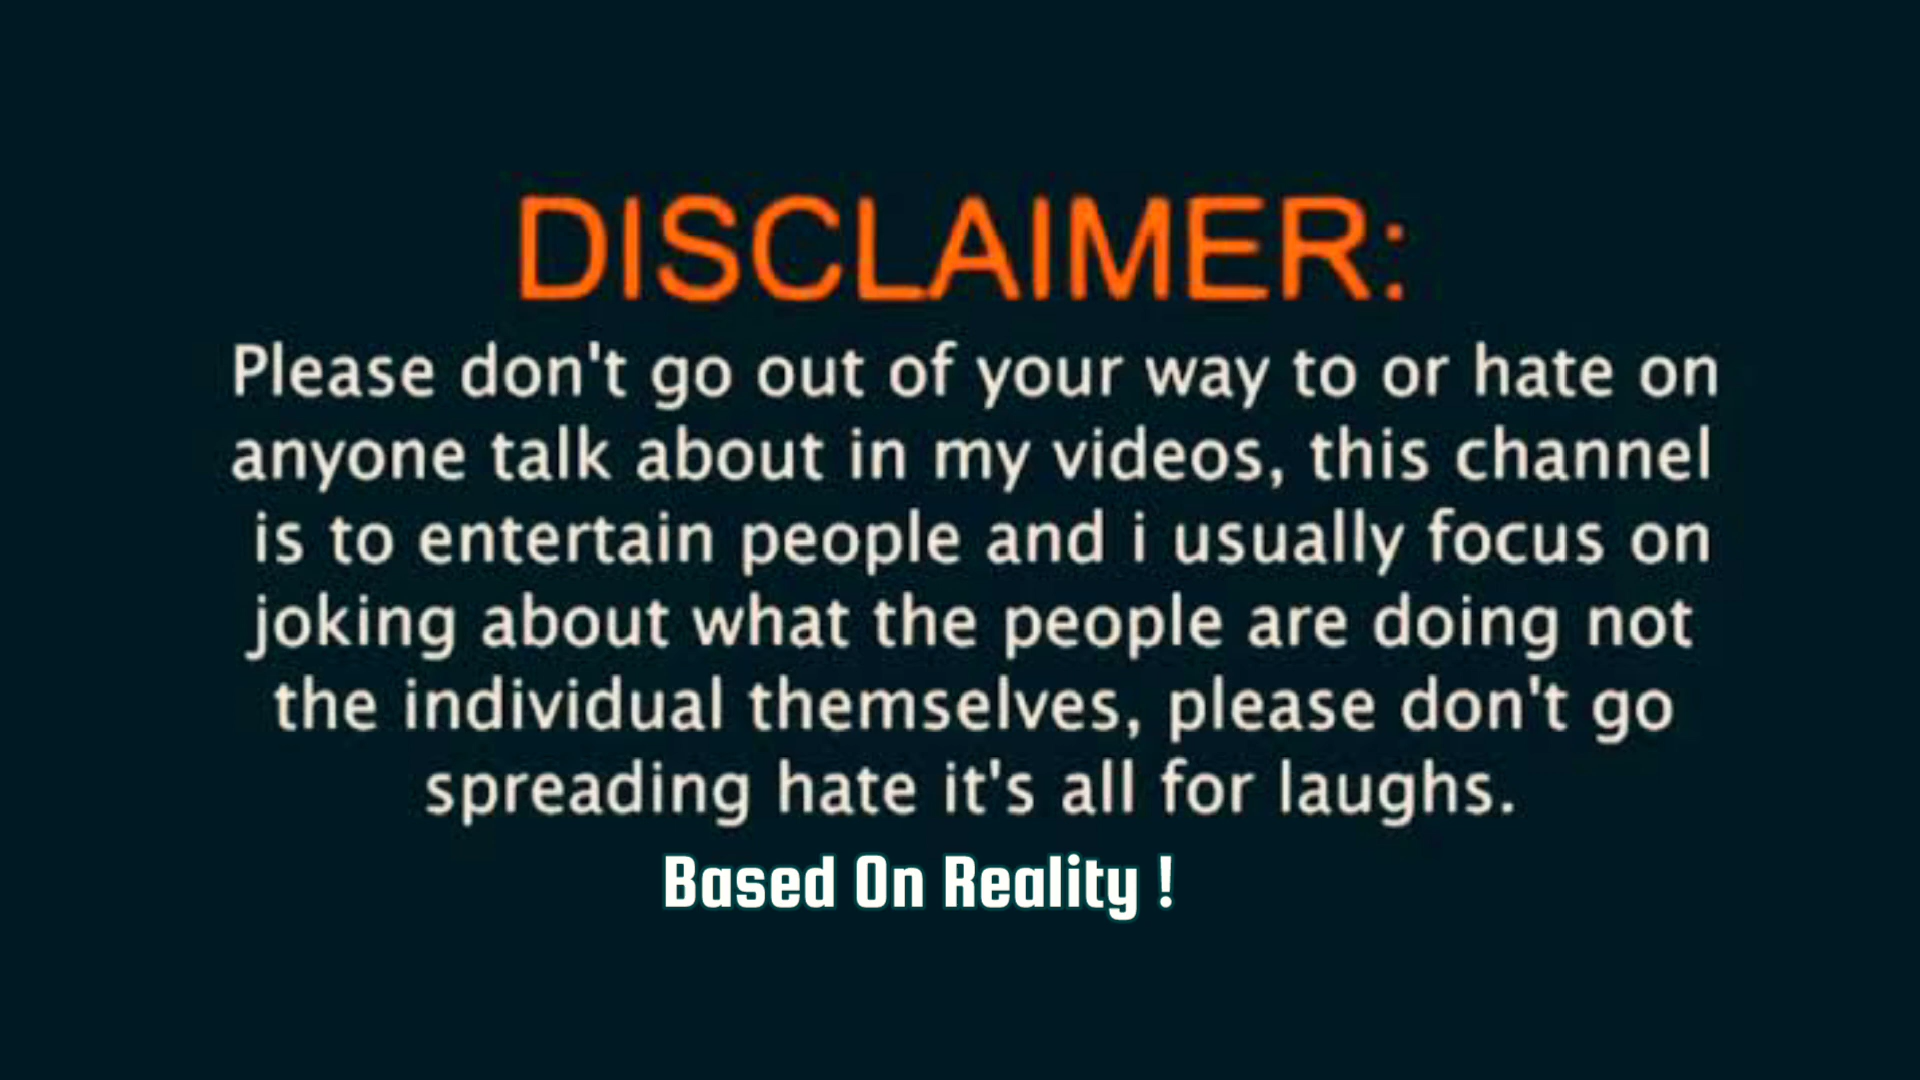 DISCLAIMER:
Please don't go out of your way to or hate on
anyone talk about in my videos, this channel
is to entertain people and i usually focus on
joking about what the people are doing not
the individual themselves, please don't go
spreading hate it's all for laughs.
Based On Reality !